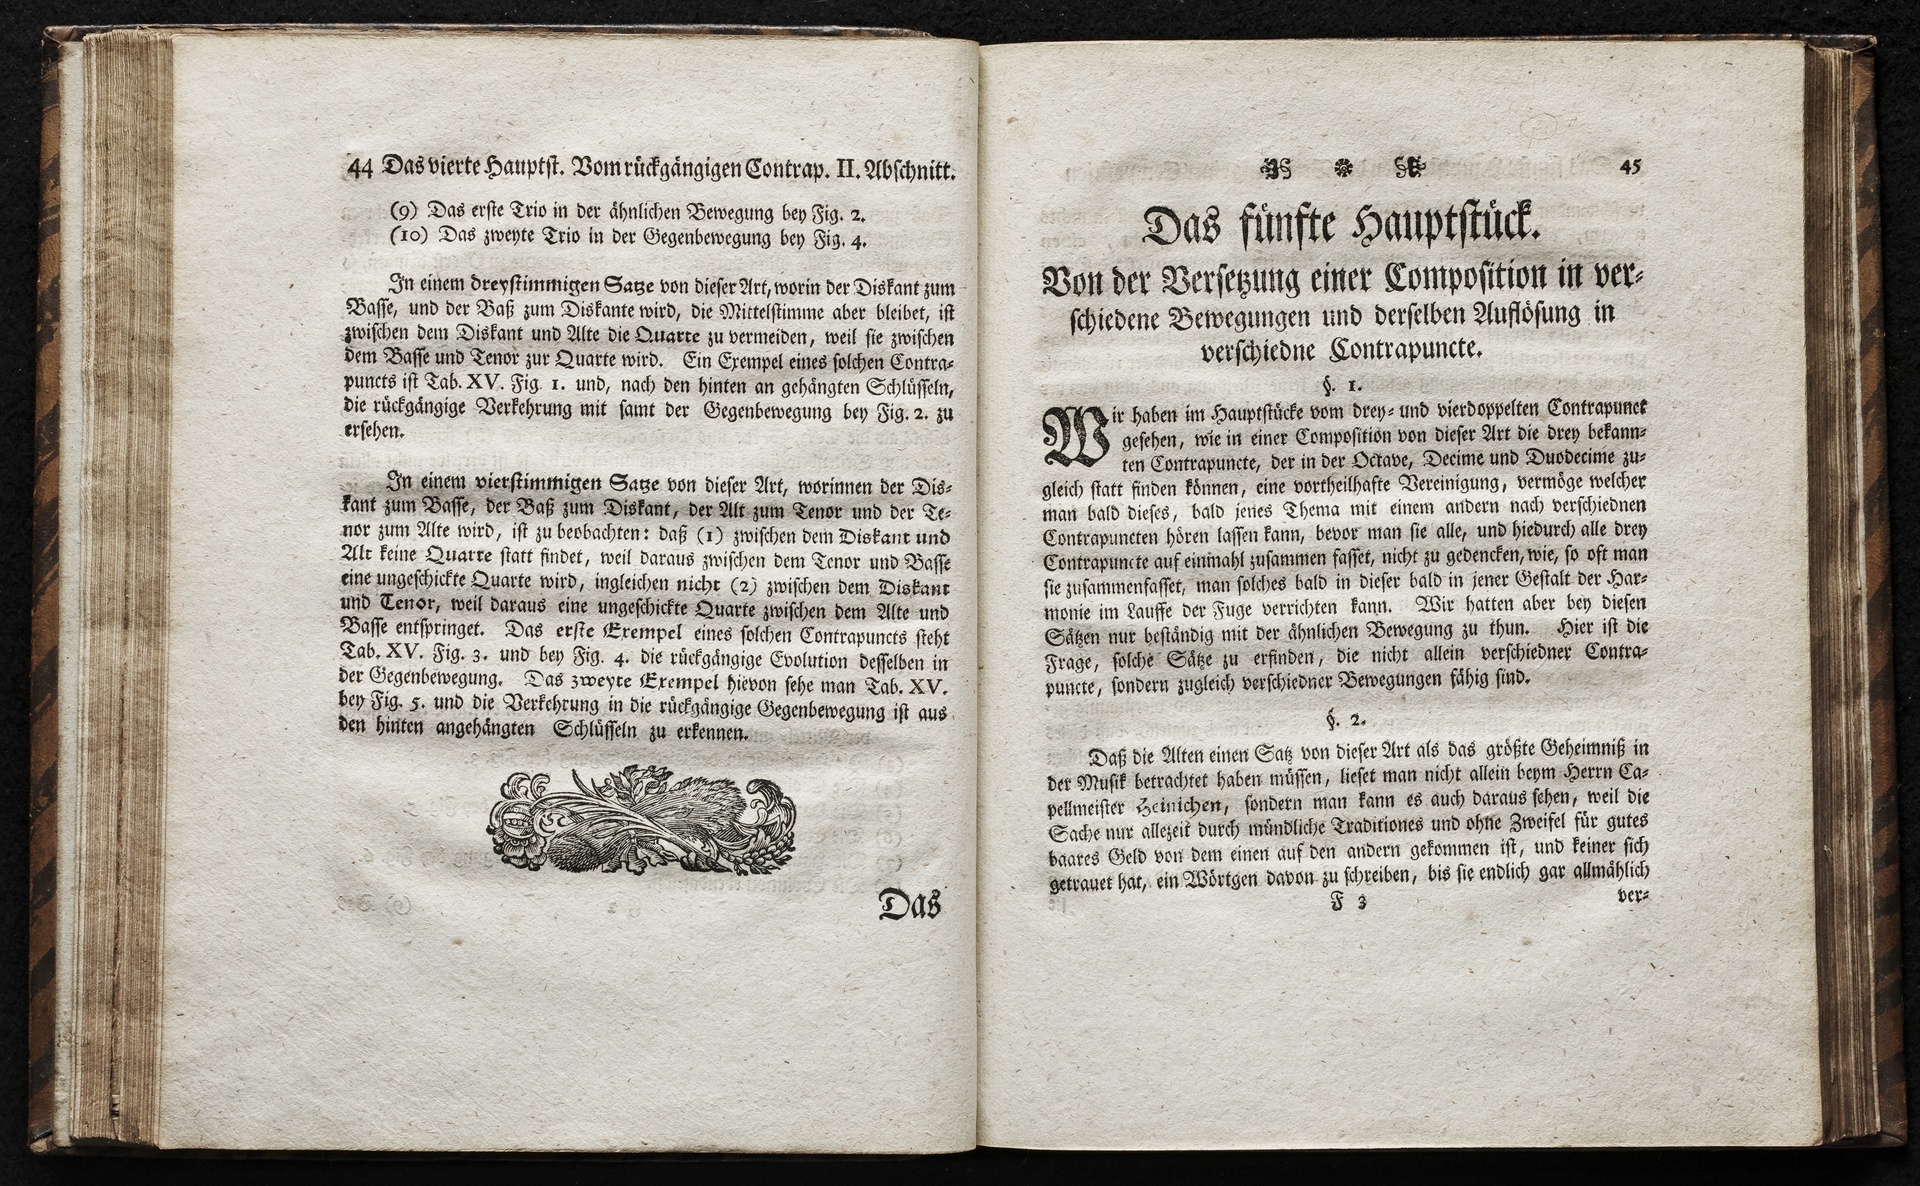 44 Das vierte Hauptst. Vom rückgängigen Contrap. II. Abschnitt.
(9) Das erste Trio in der ähnlichen Bewegung bey Fig. 2.
(10) Das zweyte Trio in der Gegenbewegung bey Fig. 4.
In einem dreystimmigen Satze von dieser Art, worin der Diskant zum
Basse, und der Baß zum Diskante wird, die Mittelstimme aber bleibet, ist
zwischen dem Diskant und Alte die Quarte zu vermeiden, weil sie zwischen
dem Basse und Tenor zur Quarte wird. Ein Exempel eines solchen Contra-
puncts ist Tab. XV. Fig. 1. und, nach den hinten an gehängten Schlüsseln,
die rückgängige Verkehrung mit samt der Gegenbewegung bey Fig. 2. zu
ersehen.
In einem vierstimmigen Satze von dieser Art, worinnen der Dis-
kant zum Basse, der Baß zum Diskant, der Alt zum Tenor und der Te-
nor zum Alte wird, ist zu beobachten: daß (1) zwischen dem Diskant und
Alt keine Quarte statt findet, weil daraus zwischen dem Tenor und Basse
eine ungeschickte Quarte wird, ingleichen nicht (2) zwischen dem Diskant
und Tenor, weil daraus eine ungeschickte Quarte zwischen dem Alte und
Basse entspringet. Das erste Exempel eines solchen Contrapuncts steht
Tab. XV. Fig. 3. und bey Fig. 4. die rückgängige Evolution desselben in
der Gegenbewegung. Das zweyte Exempel hievon sehe man Tab. XV.
bey Fig. 5. und die Verkehrung in die rückgängige Gegenbewegung ist aus
den hinten angehängten Schlüsseln zu erkennen.
Das
45
Das fünfte Hauptstück.
Von der Versetzung einer Composition in ver-
schiedene Bewegungen und derselben Auflösung in
verschiedne Contrapuncte.
§. 1.
Wir haben im Hauptstücke vom drey- und vierdoppelten Contrapunct
gesehen, wie in einer Composition von dieser Art die drey bekann-
ten Contrapuncte, der in der Octave, Decime und Duodecime zu-
gleich statt finden können, eine vortheilhafte Vereinigung, vermöge welcher
man bald dieses, bald jenes Thema mit einem andern nach verschiednen
Contrapuncten hören lassen kann, bevor man sie alle, und hiedurch alle drey
Contrapuncte auf einmahl zusammen fasset, nicht zu gedencken, wie, so oft man
sie zusammenfasset, man solches bald in dieser bald in jener Gestalt der Har-
monie im Lauffe der Fuge verrichten kann. Wir hatten aber bey diesen
Sätzen nur beständig mit der ähnlichen Bewegung zu thun. Hier ist die
Frage, solche Sätze zu erfinden, die nicht allein verschiedner Contra-
puncte, sondern zugleich verschiedner Bewegungen fähig sind.
§. 2.
Daß die Alten einen Satz von dieser Art als das größte Geheimniß in
der Musik betrachtet haben müssen, lieset man nicht allein beym Herrn Ca-
pellmeister Heinichen, sondern man kann es auch daraus sehen, weil die
Sache nur allezeit durch mündliche Traditiones und ohne Zweifel für gutes
baares Geld von dem einen auf den andern gekommen ist, und keiner sich
getrauet hat, ein Wörtgen davon zu schreiben, bis sie endlich gar allmählich
F 3 ver-